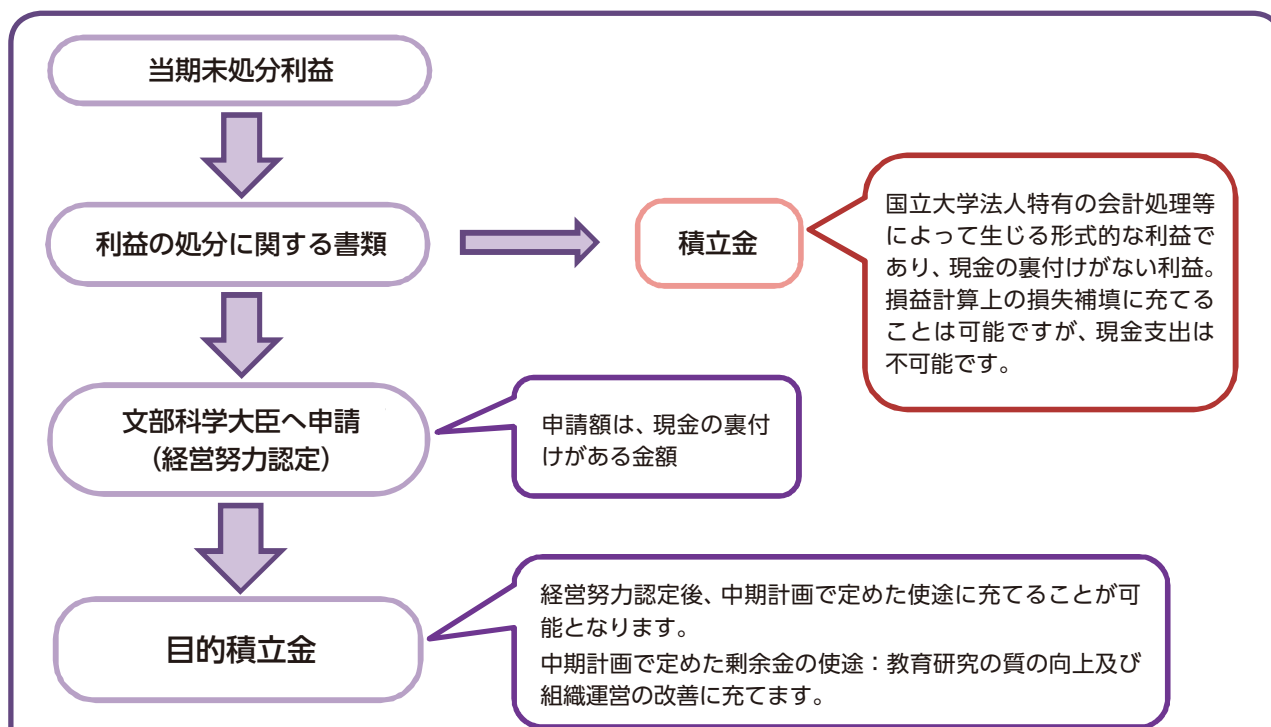 当期未処分利益
利益の処分に関する書類
積立金
国立大学法人特有の会計処理等
によって生じる形式的な利益で
あり、現金の裏付けがない利益。
損益計算上の損失補填に充てる
ことは可能ですが、現金支出は
不可能です。
文部科学大臣へ申請
(経営努力認定)
申請額は、現金の裏付
けがある金額
目的積立金
経営努力認定後、中期計画で定めた使途に充てることが可
能となります。
中期計画で定めた剰余金の使途：教育研究の質の向上及び
組織運営の改善に充てます。